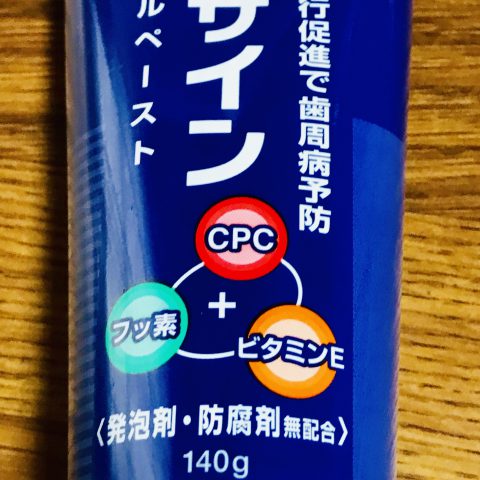 行促進で歯周病予防
サイン
ルペースト
CPC
+
フッ素
ビタミンE
〈発泡剤・防腐剤無配合〉
140g